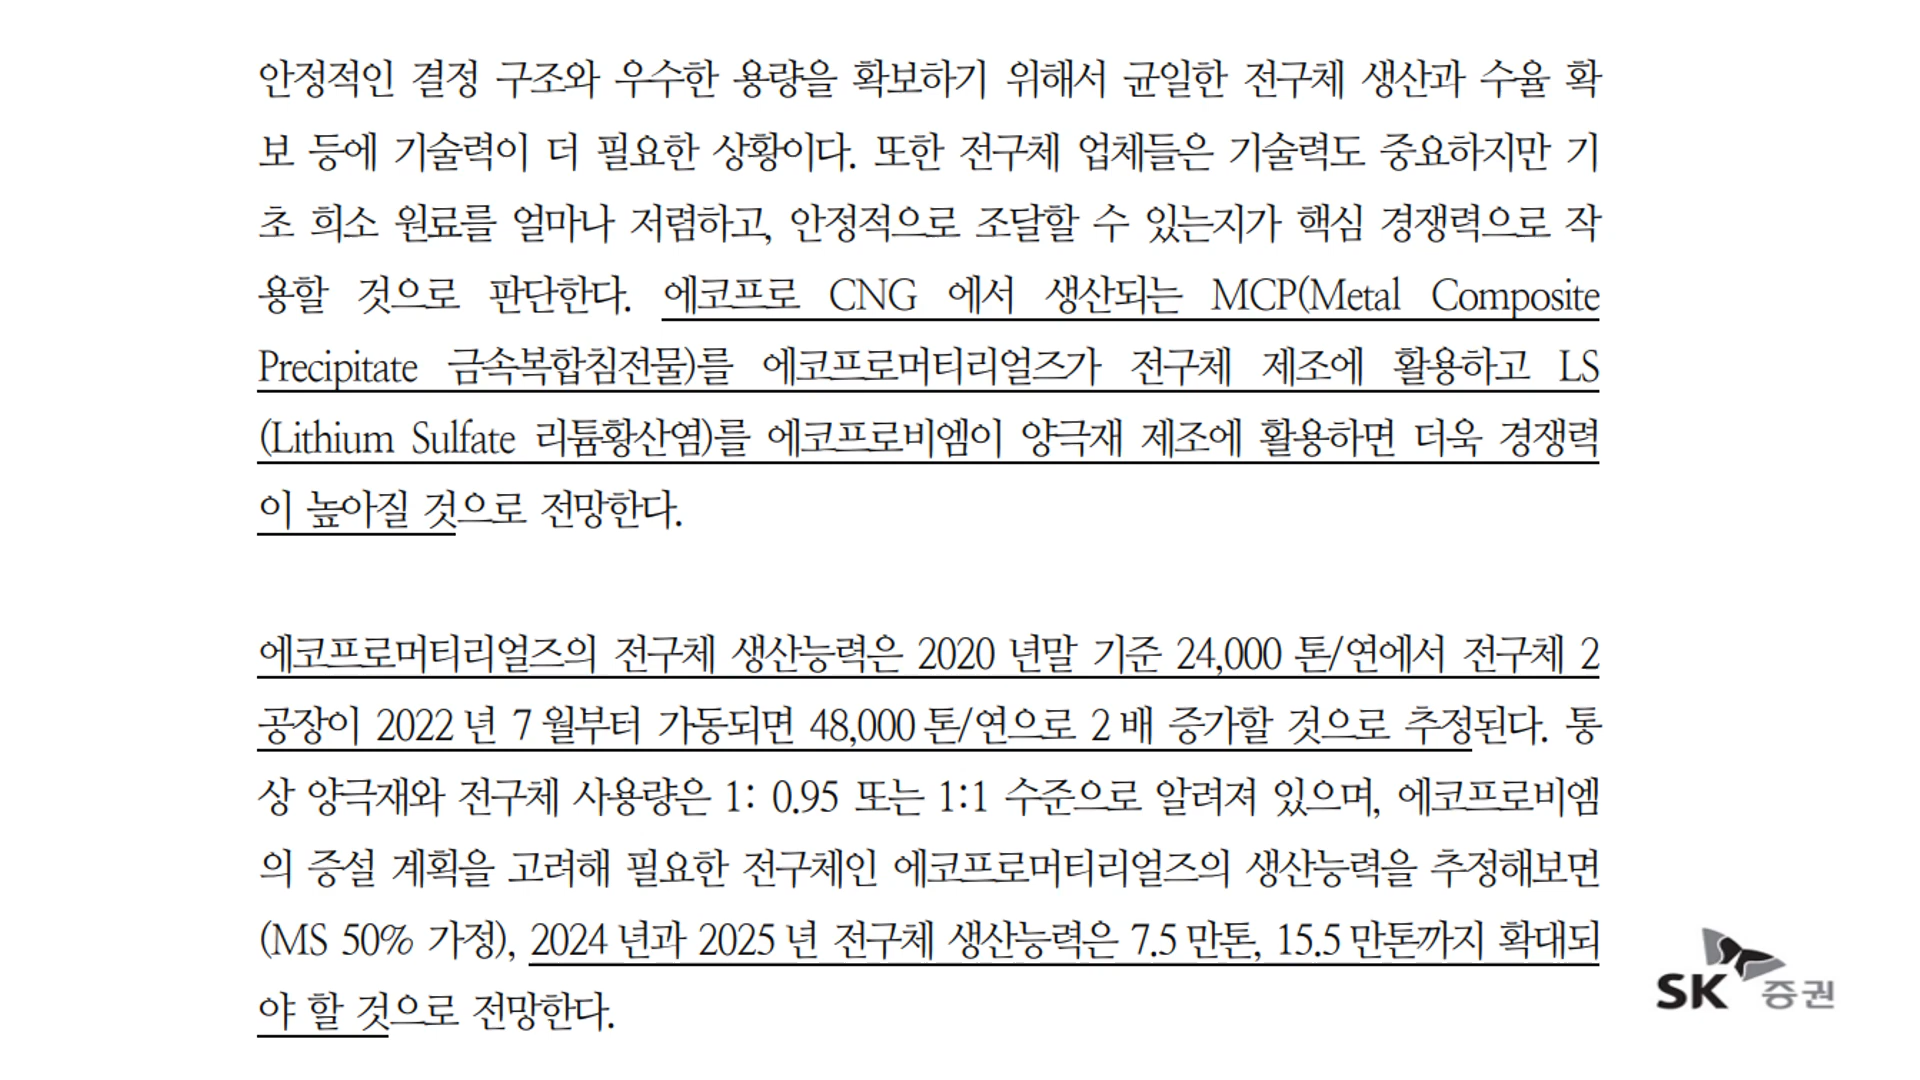 안정적인 결정 구조와 우수한 용량을 확보하기 위해서 균일한 전구체 생산과 수율 확
보 등에 기술력이 더 필요한 상황이다. 또한 전구체 업체들은 기술력도 중요하지만 기
초 희소 원료를 얼마나 저렴하고, 안정적으로 조달할 수 있는지가 핵심 경쟁력으로 작
용할 것으로 판단한다. 에코프로 CNG 에서 생산되는 MCP(Metal Composite
Precipitate 금속복합침전물)를 에코프로머티리얼즈가 전구체 제조에 활용하고 LS
(Lithium Sulfate 리튬황산염)를 에코프로비엠이 양극재 제조에 활용하면 더욱 경쟁력
이 높아질 것으로 전망한다.
에코프로머티리얼즈의 전구체 생산능력은 2020 년말 기준 24,000 톤/연에서 전구체 2
공장이 2022 년 7 월부터 가동되면 48,000 톤/연으로 2 배 증가할 것으로 추정된다. 통
상 양극재와 전구체 사용량은 1: 0.95 또는 1:1 수준으로 알려져 있으며, 에코프로비엠
의 증설 계획을 고려해 필요한 전구체인 에코프로머티리얼즈의 생산능력을 추정해보면
(MS 50% 가정), 2024 년과 2025 년 전구체 생산능력은 7.5 만톤, 15.5 만톤까지 확대되
야 할 것으로 전망한다.
SK 증권